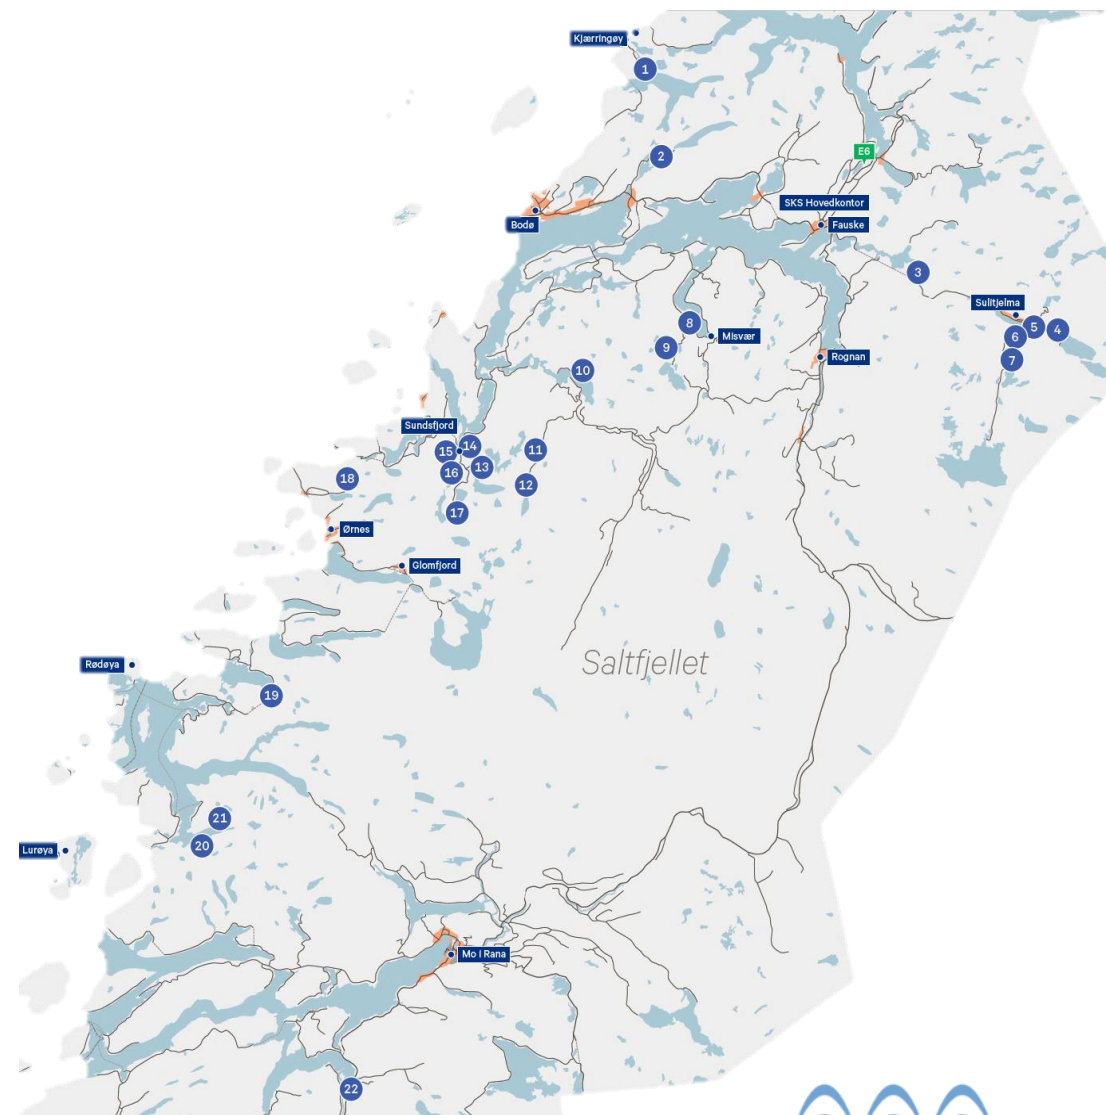 Kjærringøy
1
2
E6
SKS Hovedkontor
Bodø
Fauske
3
Sulitjelma
8
5
4
Misvær
6
9
Rognan
7
10
Sundsfjord
14
15
11
13
16
18
12
17
Ørnes
Glomfjord
Saltfjellet
Rødøya
19
21
20
Lurøya
Mo i Rana
22